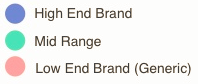 High End Brand
Mid Range
Low End Brand (Generic)